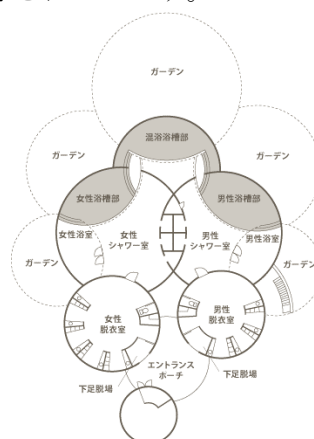 ガーデン
温浴浴槽部
ガーデン
ガーデン
女性浴槽部
男性浴槽部
女性浴室
女性
シャワー室
男性
シャワー室
男性浴室
ガーデン
ガーデン
女性
脱衣室
男性
脱衣室
エントランス
ポーチ
下足脱場
下足脱場